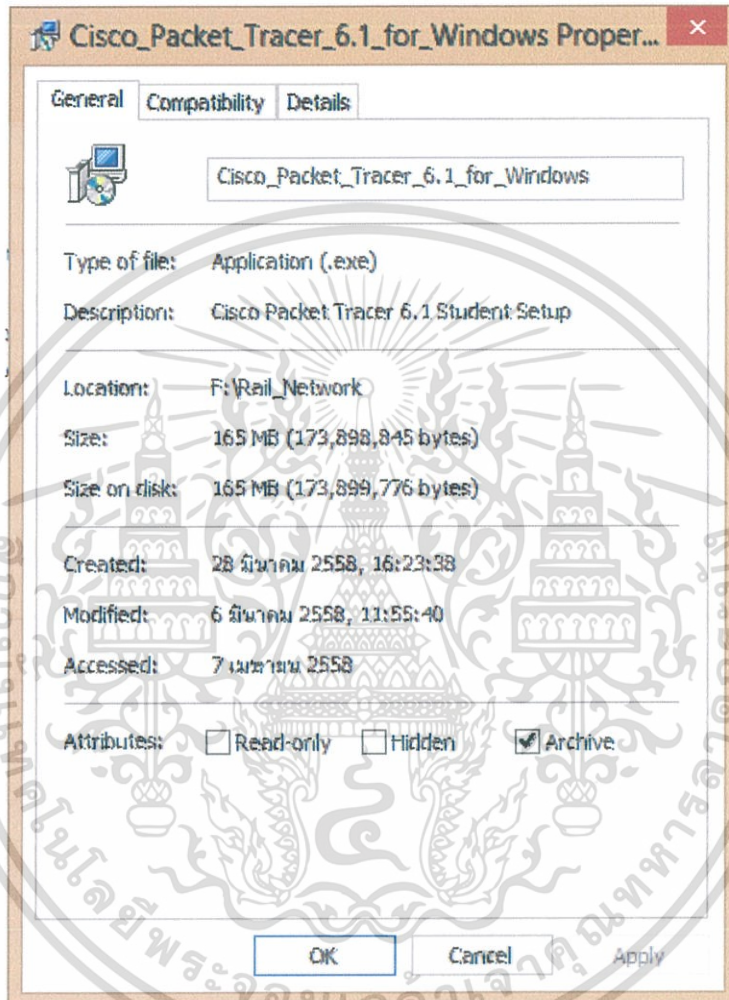 Cisco_Packet_Tracer_6.1_for_Windows Proper...
General Compatibility Details
Cisco_Packet_Tracer_6.1_for_Windows
Type of file: Application (.exe)
Description: Cisco Packet Tracer 6.1 Student Setup
Location: F:\Rail_Network
Size: 165 MB (173,898,845 bytes)
Size on disk: 165 MB (173,899,776 bytes)
Created: 28 มีนาคม 2558, 16:23:38
Modified: 6 มีนาคม 2558, 11:55:40
Accessed: 7 เมษายน 2558
Attributes: Read-only Hidden Archive
OK Cancel Apply